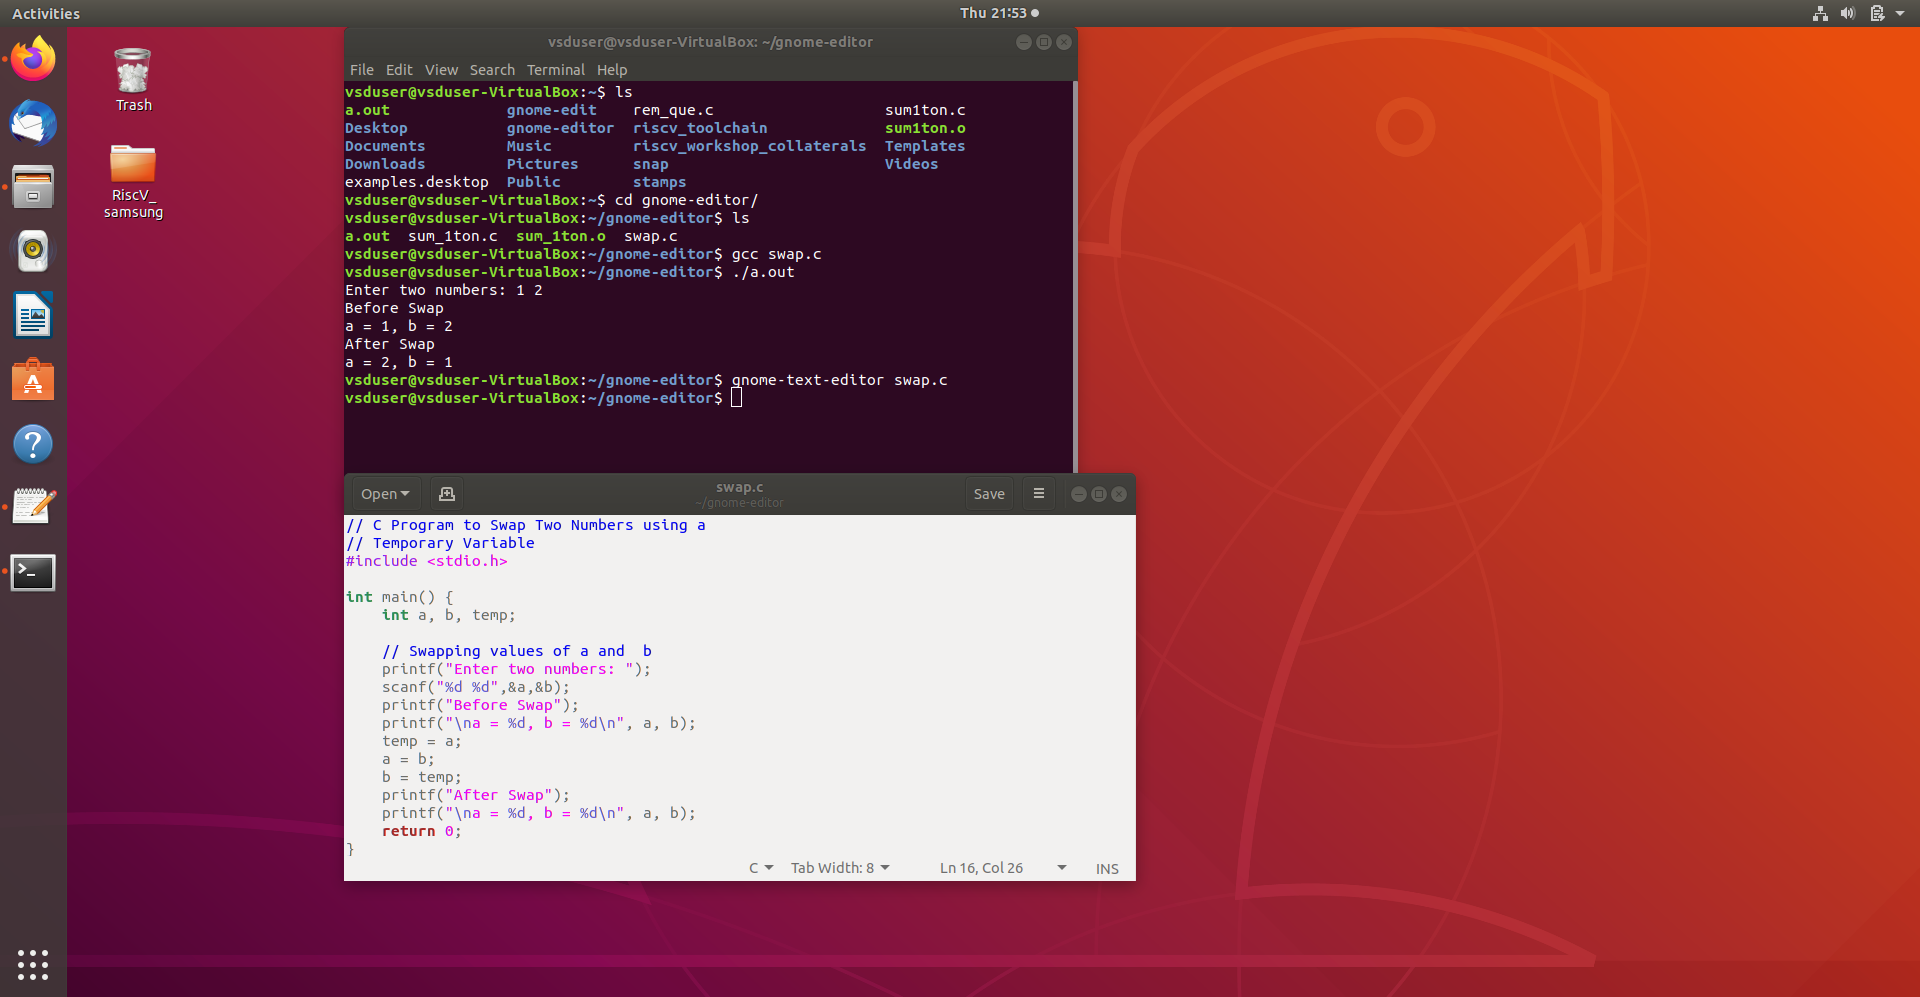 Activities
Thu 21:53
Trash
RiscV_
samsung
vsduser@vsduser-VirtualBox: ~/gnome-editor
File Edit View Search Terminal Help
vsduser@vsduser-VirtualBox:~$ ls
a.out gnome-edit rem_que.c sum1ton.c
Desktop gnome-editor riscv_toolchain sum1ton.o
Documents Music riscv_workshop_collaterals Templates
Downloads Pictures snap Videos
examples.desktop Public stamps
vsduser@vsduser-VirtualBox:~$ cd gnome-editor/
vsduser@vsduser-VirtualBox:~/gnome-editor$ ls
a.out sum_1ton.c sum_1ton.o swap.c
vsduser@vsduser-VirtualBox:~/gnome-editor$ gcc swap.c
vsduser@vsduser-VirtualBox:~/gnome-editor$ ./a.out
Enter two numbers: 1 2
Before Swap
a = 1, b = 2
After Swap
a = 2, b = 1
vsduser@vsduser-VirtualBox:~/gnome-editor$ gnome-text-editor swap.c
vsduser@vsduser-VirtualBox:~/gnome-editor$
Open
swap.c
~/gnome-editor
Save
// C Program to Swap Two Numbers using a
// Temporary Variable
#include <stdio.h>
int main() {
    int a, b, temp;
    // Swapping values of a and  b
    printf("Enter two numbers: ");
    scanf("%d %d",&a,&b);
    printf("Before Swap");
    printf("\na = %d, b = %d\n", a, b);
    temp = a;
    a = b;
    b = temp;
    printf("After Swap");
    printf("\na = %d, b = %d\n", a, b);
    return 0;
}
C Tab Width: 8 Ln 16, Col 26 INS